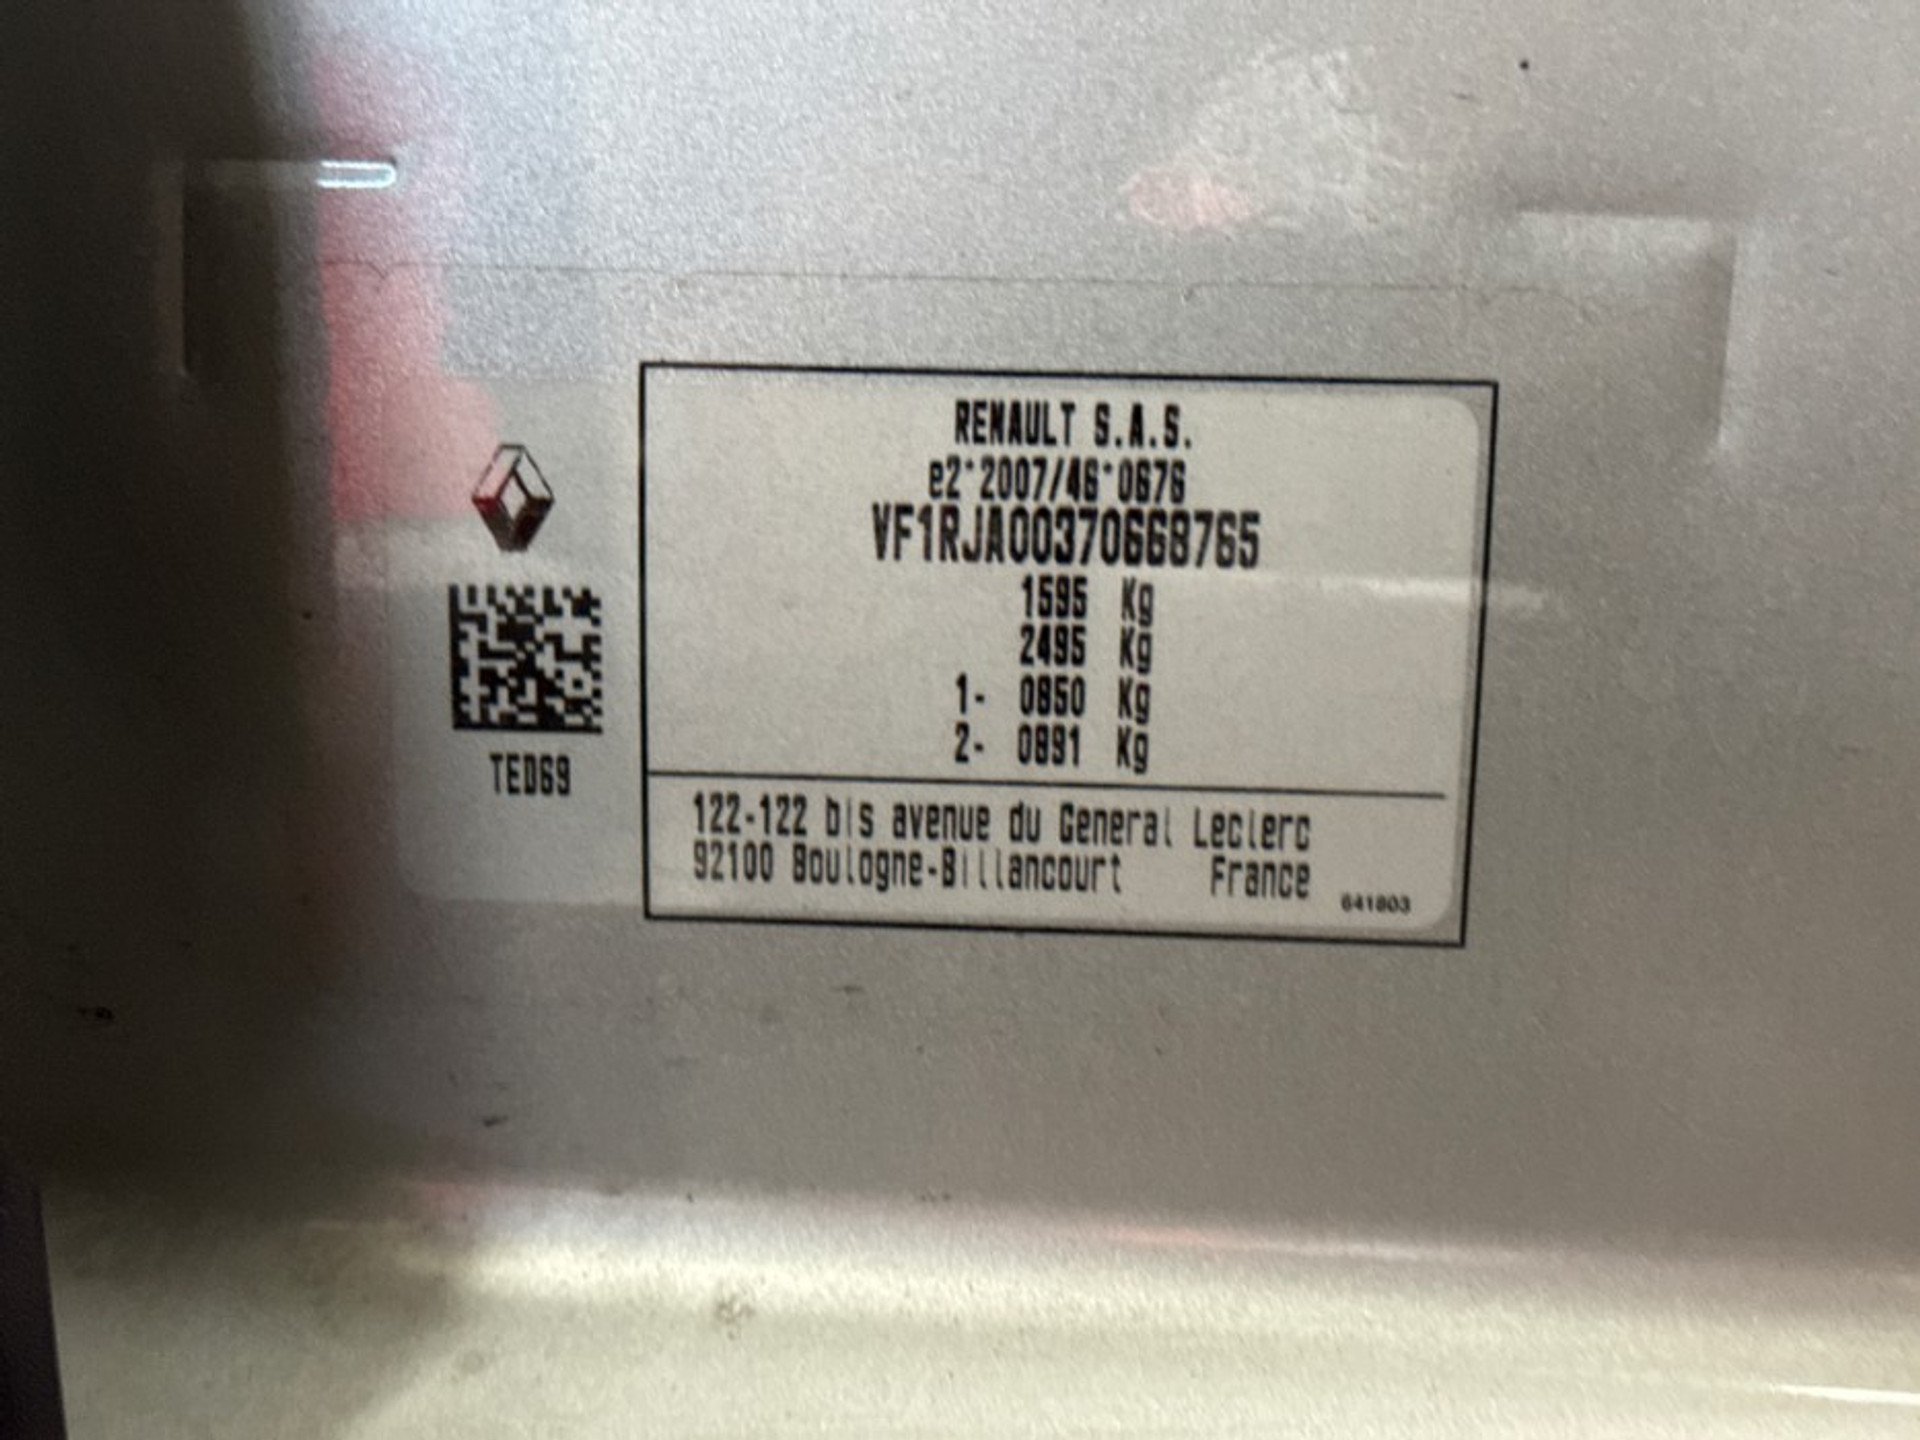 RENAULT S.A.S.
e2*2007/46*0676
VF1RJA00370668765
1595 Kg
2495 Kg
1- 0850 Kg
2- 0891 Kg
TED69
122-122 bis avenue du General Leclerc
92100 Boulogne-Billancourt France
641803